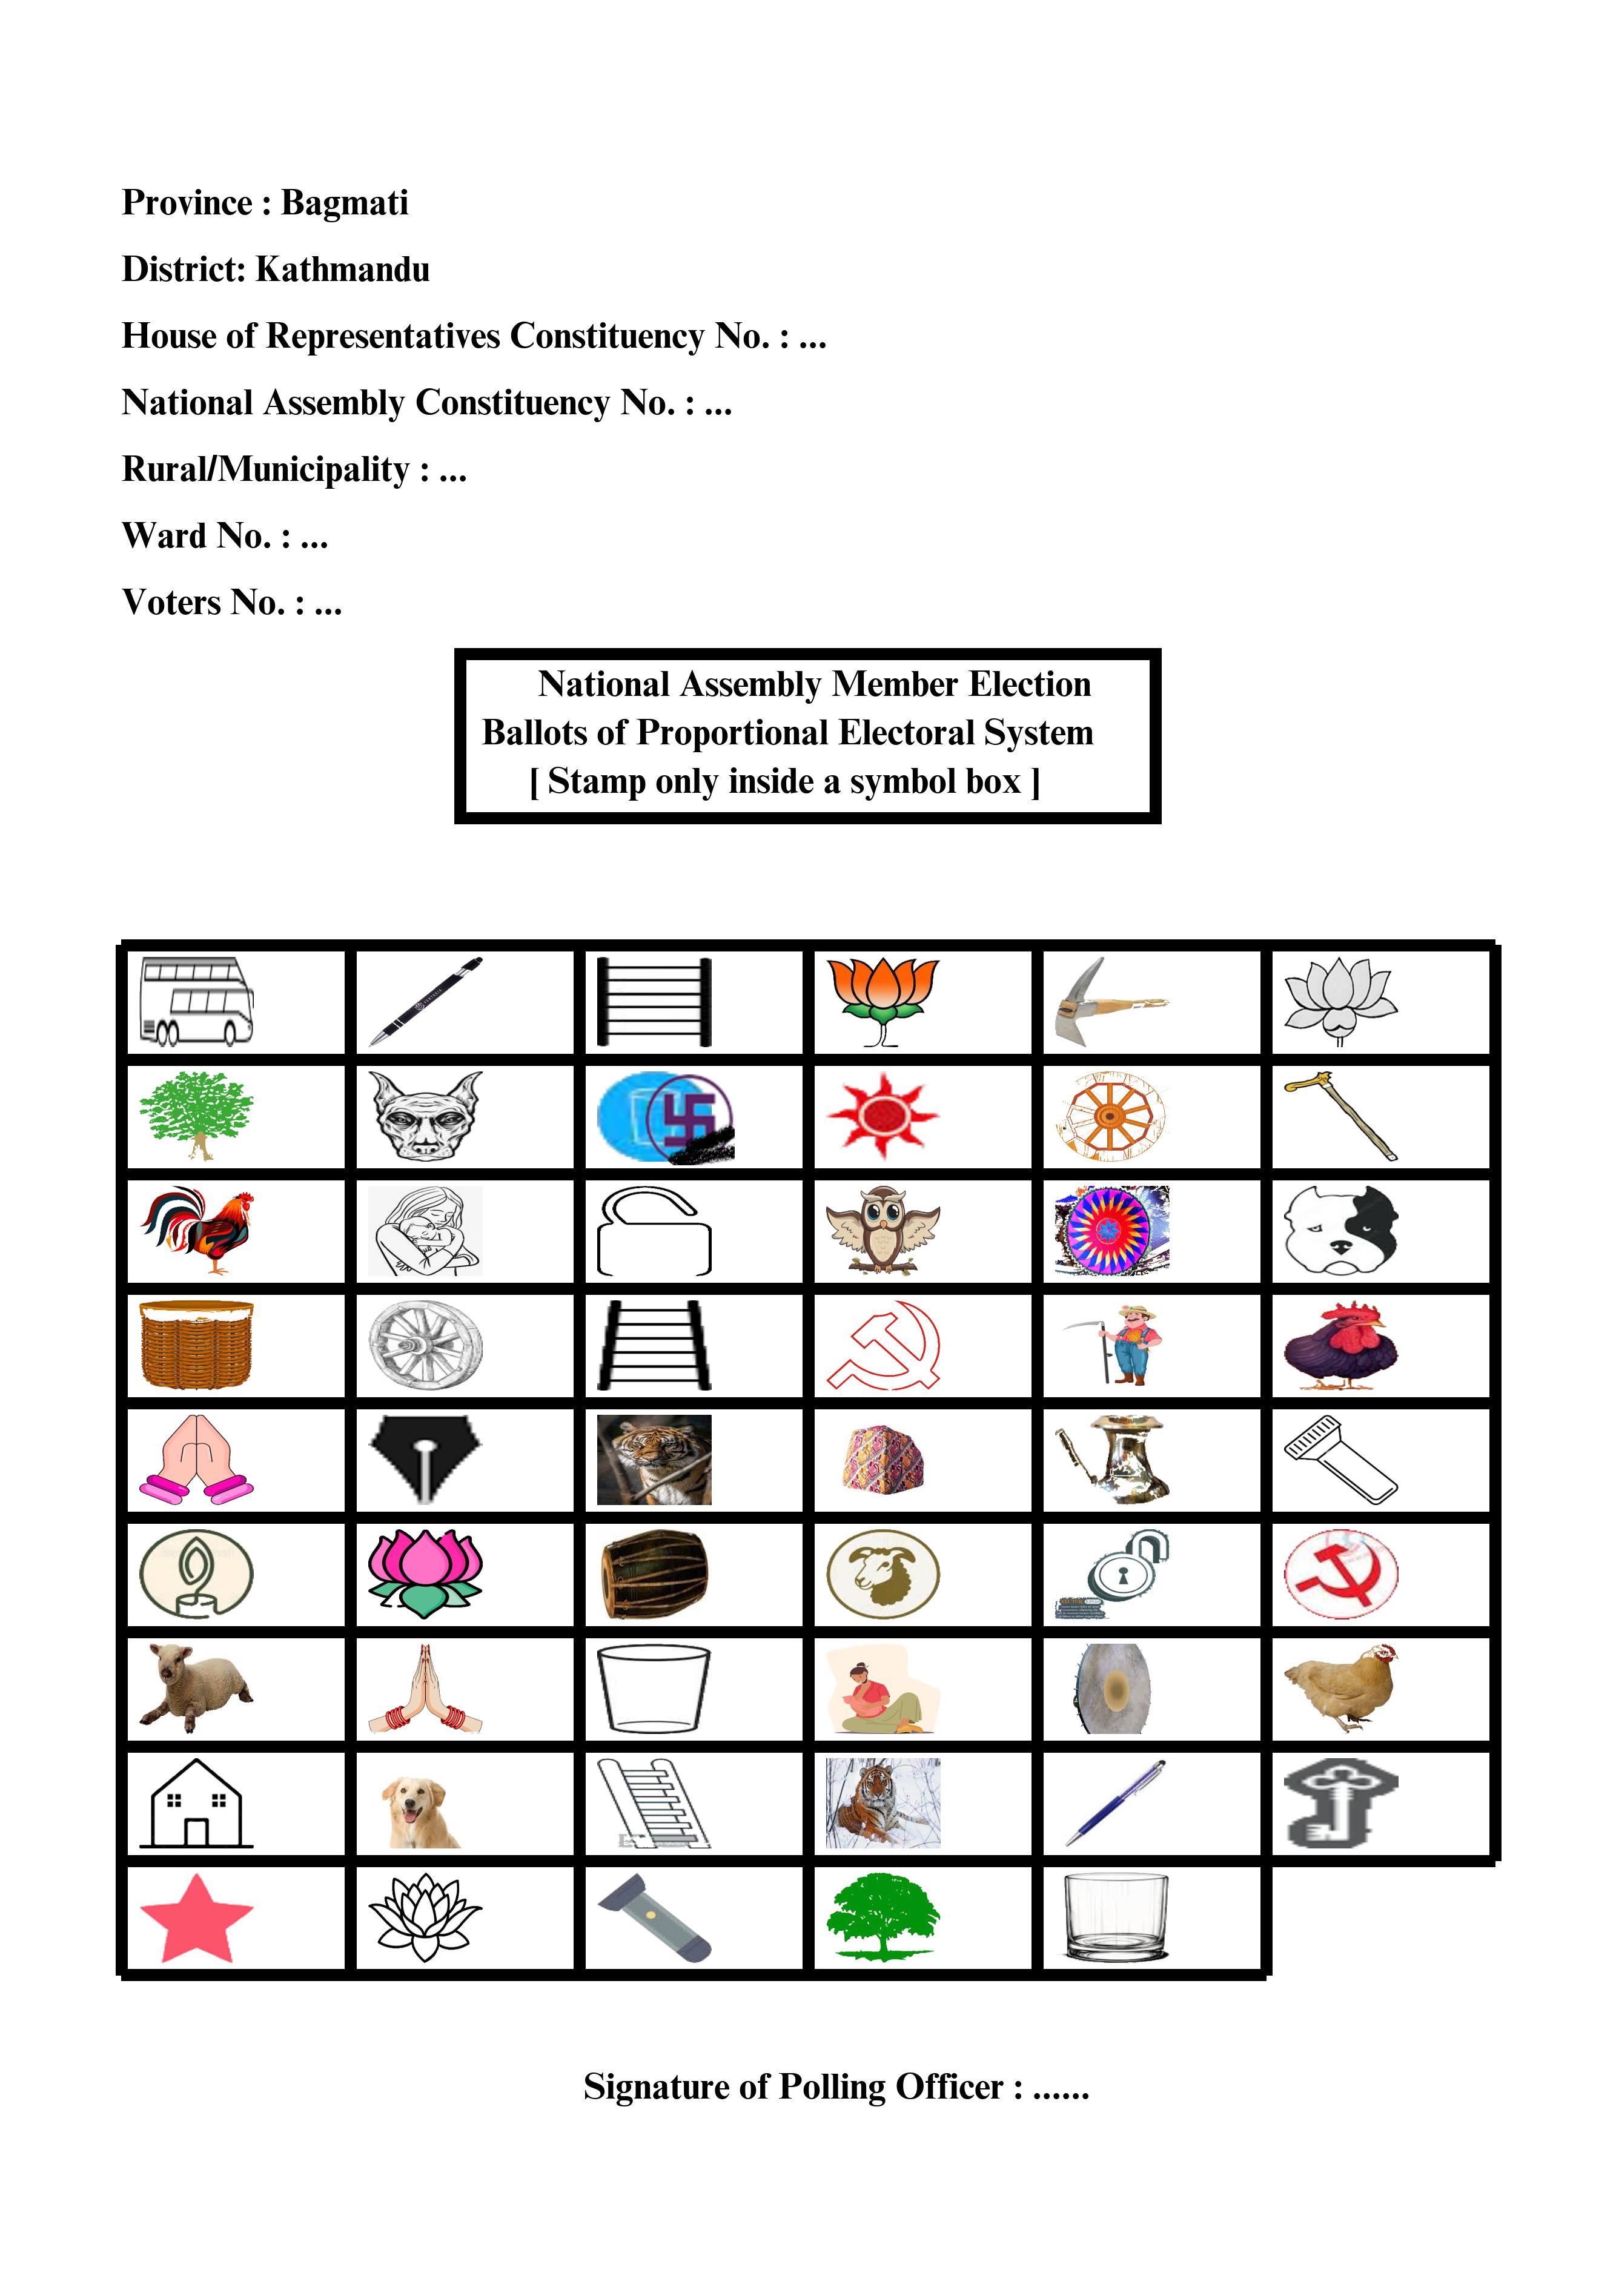 Province : Bagmati
District: Kathmandu
House of Representatives Constituency No. : ...
National Assembly Constituency No. : ...
Rural/Municipality : ...
Ward No. : ...
Voters No. : ...
National Assembly Member Election
Ballots of Proportional Electoral System
[ Stamp only inside a symbol box ]
Signature of Polling Officer : ......